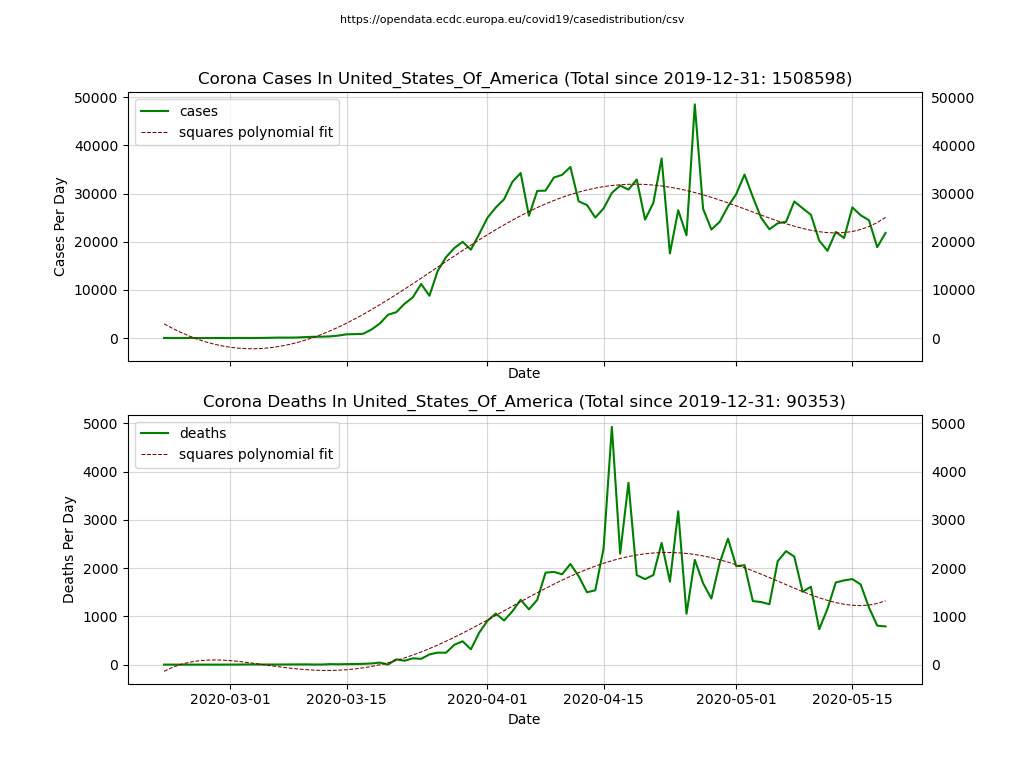 https://opendata.ecdc.europa.eu/covid19/casedistribution/csv
Corona Cases In United_States_Of_America (Total since 2019-12-31: 1508598)
cases
squares polynomial fit
50000
40000
30000
20000
10000
0
Cases Per Day
50000
40000
30000
20000
10000
0
Date
Corona Deaths In United_States_Of_America (Total since 2019-12-31: 90353)
deaths
squares polynomial fit
5000
4000
3000
2000
1000
0
Deaths Per Day
5000
4000
3000
2000
1000
0
2020-03-01 2020-03-15 2020-04-01 2020-04-15 2020-05-01 2020-05-15
Date